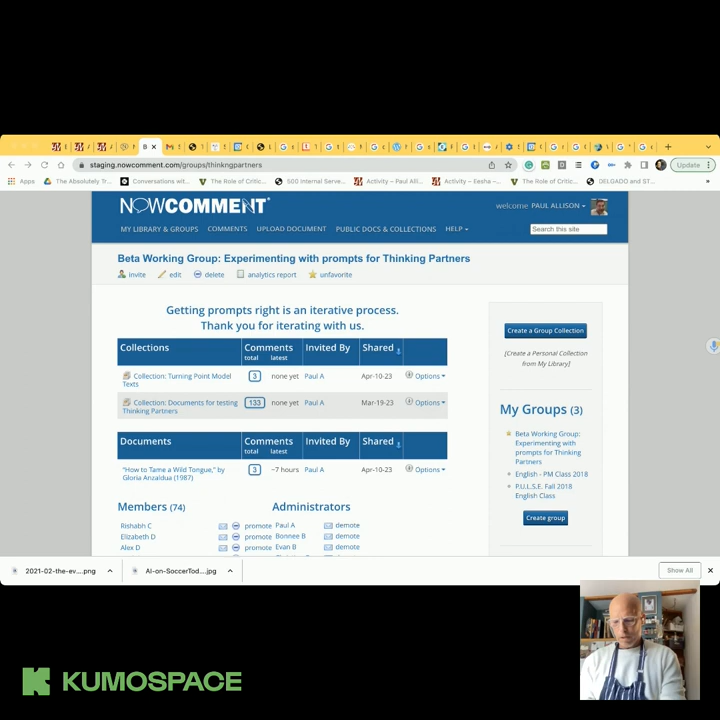 staging.nowcomment.com/groups/thinkngpartners
Update
Apps
The Absolutely Tra...
Conversations wit...
The Role of Critic...
500 Internal Serve...
Activity – Paul Alli...
Activity – Eesha –...
The Role of Critic...
DELGADO and ST...
NOWCOMMENT®
welcome PAUL ALLISON
MY LIBRARY & GROUPS COMMENTS UPLOAD DOCUMENT PUBLIC DOCS & COLLECTIONS HELP
Search this site
Beta Working Group: Experimenting with prompts for Thinking Partners
invite edit delete analytics report unfavorite
Getting prompts right is an iterative process.
Thank you for iterating with us.
Collections Comments Invited By Shared
total latest
Collection: Turning Point Model Texts 3 none yet Paul A Apr-10-23 Options
Collection: Documents for testing Thinking Partners 133 none yet Paul A Mar-19-23 Options
Documents Comments Invited By Shared
total latest
"How to Tame a Wild Tongue," by Gloria Anzaldua (1987) 3 ~7 hours Paul A Apr-10-23 Options
Members (74) Administrators
Rishabh C promote Paul A demote
Elizabeth D promote Bonnee B demote
Alex D promote Evan B demote
Create a Group Collection
[Create a Personal Collection
from My Library]
My Groups (3)
Beta Working Group:
Experimenting with
prompts for Thinking
Partners
English - PM Class 2018
P.U.L.S.E. Fall 2018
English Class
Create group
2021-02-the-ev....png
AI-on-SoccerTod....jpg
Show All
KUMOSPACE